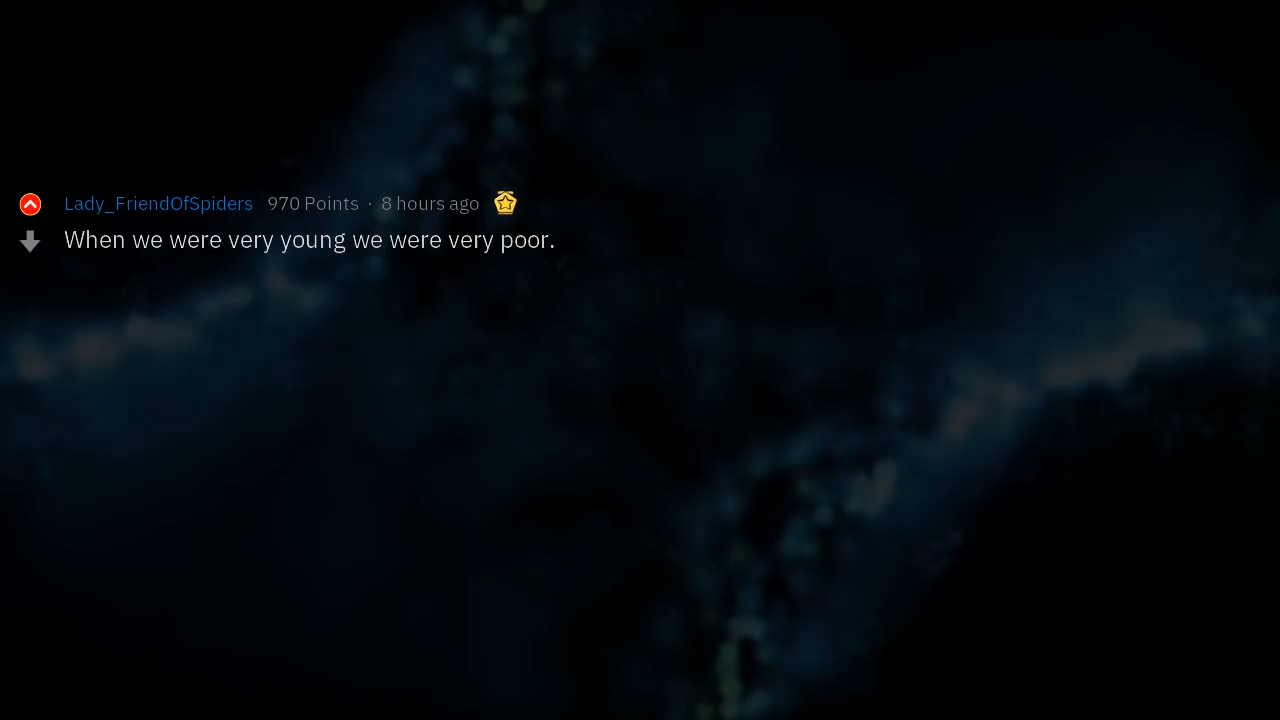 Lady_FriendOfSpiders 970 Points · 8 hours ago
When we were very young we were very poor.